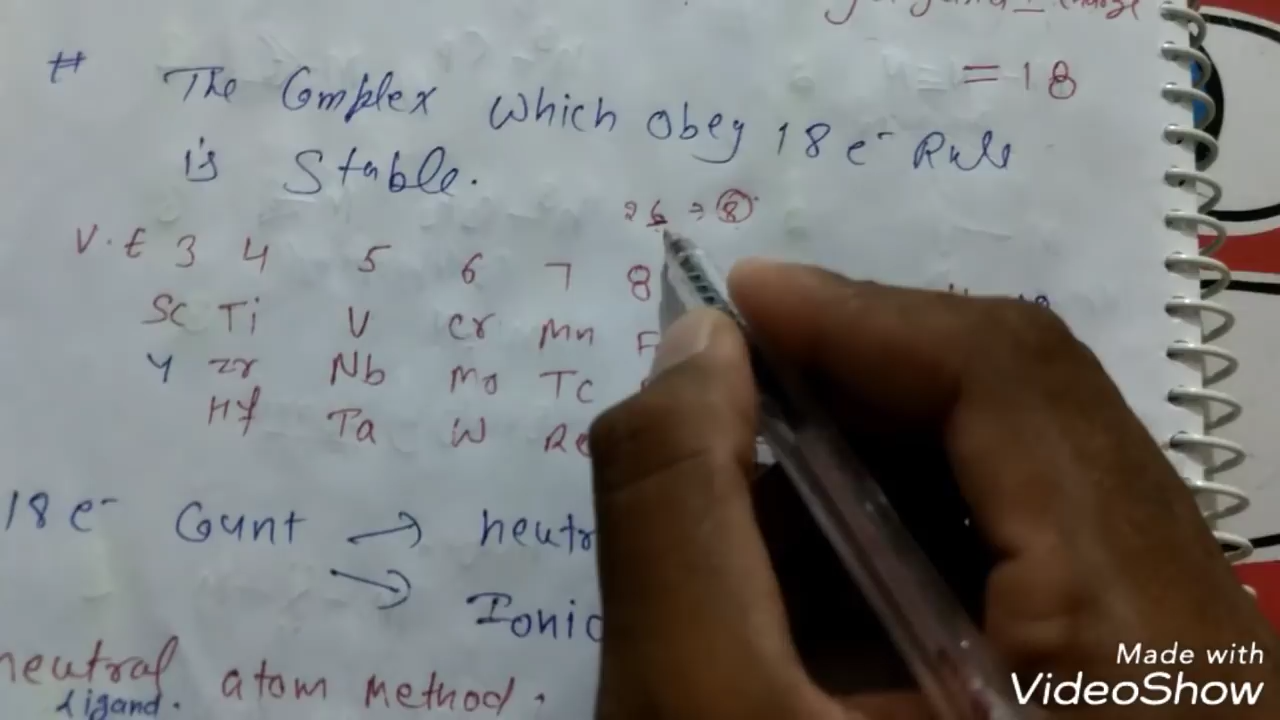 = 18
# The Complex which obey 18 e⁻ Rule
is Stable.
26 → 8
V.E 3 4 5 6 7 8
Sc Ti V Cr Mn F
Y Zr Nb Mo Tc
Hf Ta W Re
18 e⁻ Count → neutr
→ Ionic
neutral atom method.
Ligand.
Made with
VideoShow